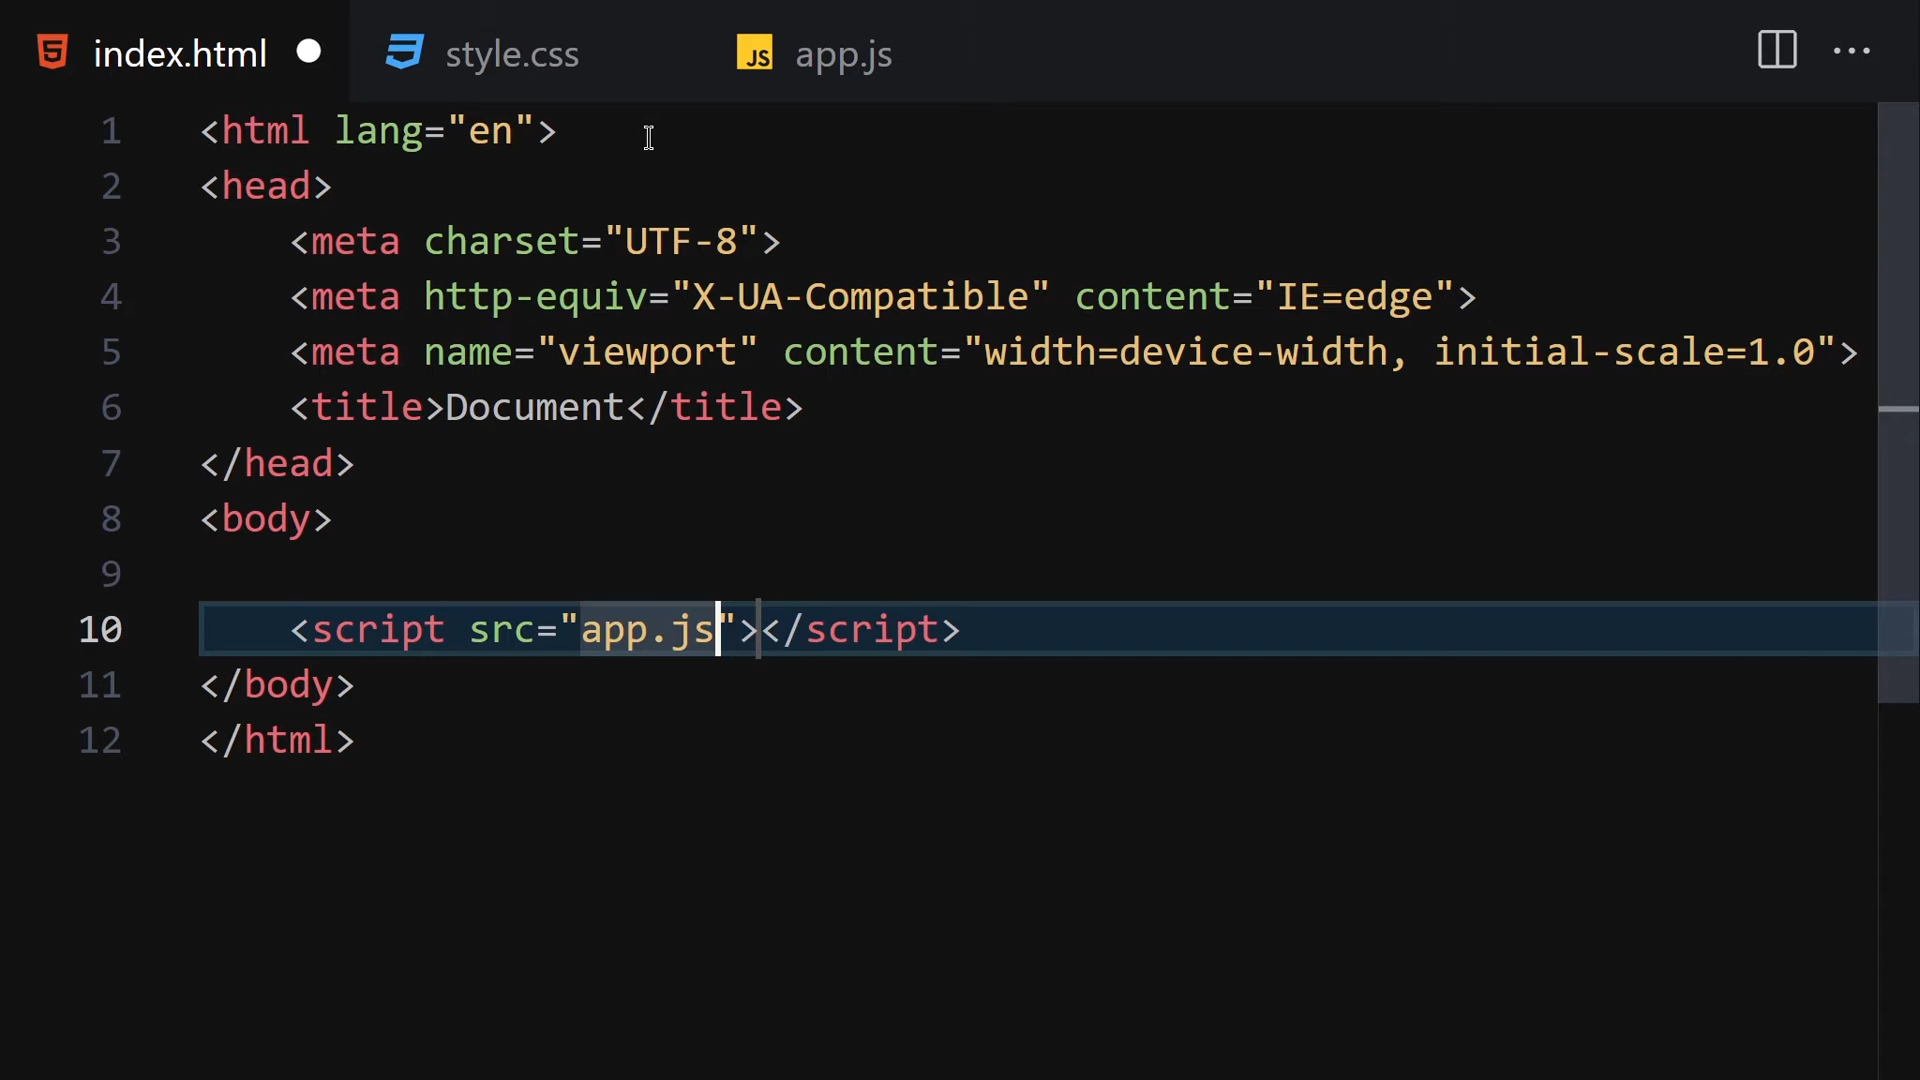 index.html
style.css
JS app.js
1 <html lang="en">
2 <head>
3     <meta charset="UTF-8">
4     <meta http-equiv="X-UA-Compatible" content="IE=edge">
5     <meta name="viewport" content="width=device-width, initial-scale=1.0">
6     <title>Document</title>
7 </head>
8 <body>
9
10     <script src="app.js"></script>
11 </body>
12 </html>